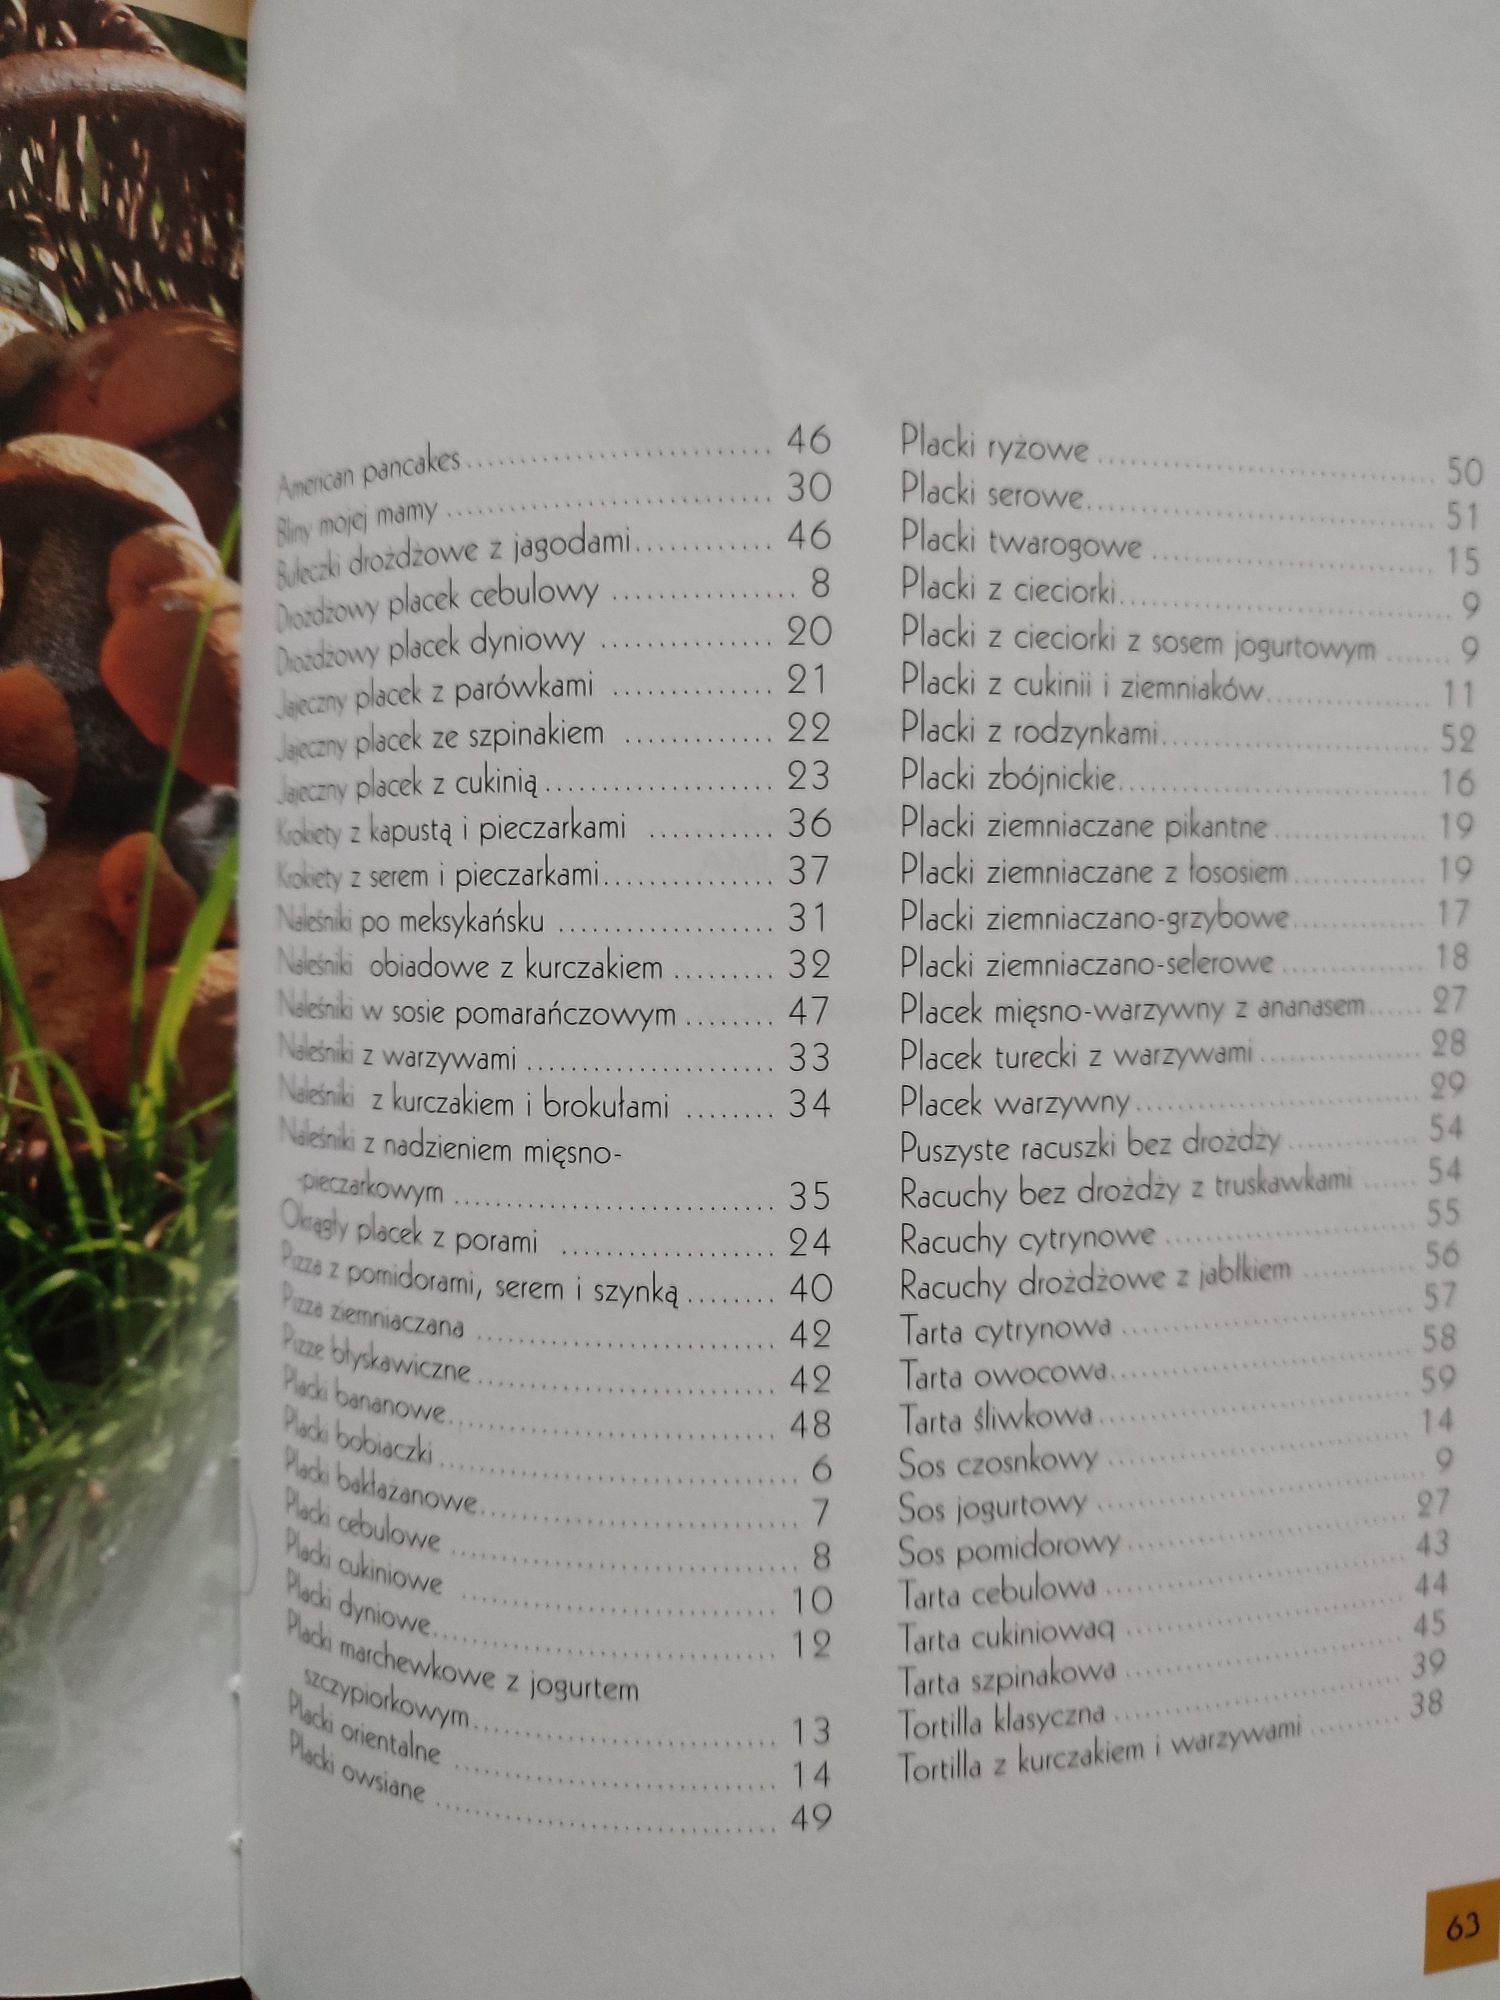 American pancakes 46
Bliny mojej mamy 30
Bułeczki drożdżowe z jagodami 46
Drożdżowy placek cebulowy 8
Drożdżowy placek dyniowy 20
Jajeczny placek z parówkami 21
Jajeczny placek ze szpinakiem 22
Jajeczny placek z cukinią 23
Krokiety z kapustą i pieczarkami 36
Krokiety z serem i pieczarkami 37
Naleśniki po meksykańsku 31
Naleśniki obiadowe z kurczakiem 32
Naleśniki w sosie pomarańczowym 47
Naleśniki z warzywami 33
Naleśniki z kurczakiem i brokułami 34
Naleśniki z nadzieniem mięsno-
-pieczarkowym 35
Okrągły placek z porami 24
Pizza z pomidorami, serem i szynką 40
Pizza ziemniaczana 42
Pizze błyskawiczne 42
Placki bananowe 48
Placki bobiaczki 6
Placki bakłażanowe 7
Placki cebulowe 8
Placki cukiniowe 10
Placki dyniowe 12
Placki marchewkowe z jogurtem
szczypiorkowym 13
Placki orientalne 14
Placki owsiane 49
Placki ryżowe 50
Placki serowe 51
Placki twarogowe 15
Placki z cieciorki 9
Placki z cieciorki z sosem jogurtowym 9
Placki z cukinii i ziemniaków 11
Placki z rodzynkami 52
Placki zbójnickie 16
Placki ziemniaczane pikantne 19
Placki ziemniaczane z łososiem 19
Placki ziemniaczano-grzybowe 17
Placki ziemniaczano-selerowe 18
Placek mięsno-warzywny z ananasem 27
Placek turecki z warzywami 28
Placek warzywny 29
Puszyste racuszki bez drożdży 54
Racuchy bez drożdży z truskawkami 54
Racuchy cytrynowe 55
Racuchy drożdżowe z jabłkiem 56
Tarta cytrynowa 57
Tarta owocowa 58
Tarta śliwkowa 59
Sos czosnkowy 14
Sos jogurtowy 9
Sos pomidorowy 27
Tarta cebulowa 43
Tarta cukiniowaq 44
Tarta szpinakowa 45
Tortilla klasyczna 39
Tortilla z kurczakiem i warzywami 38
63